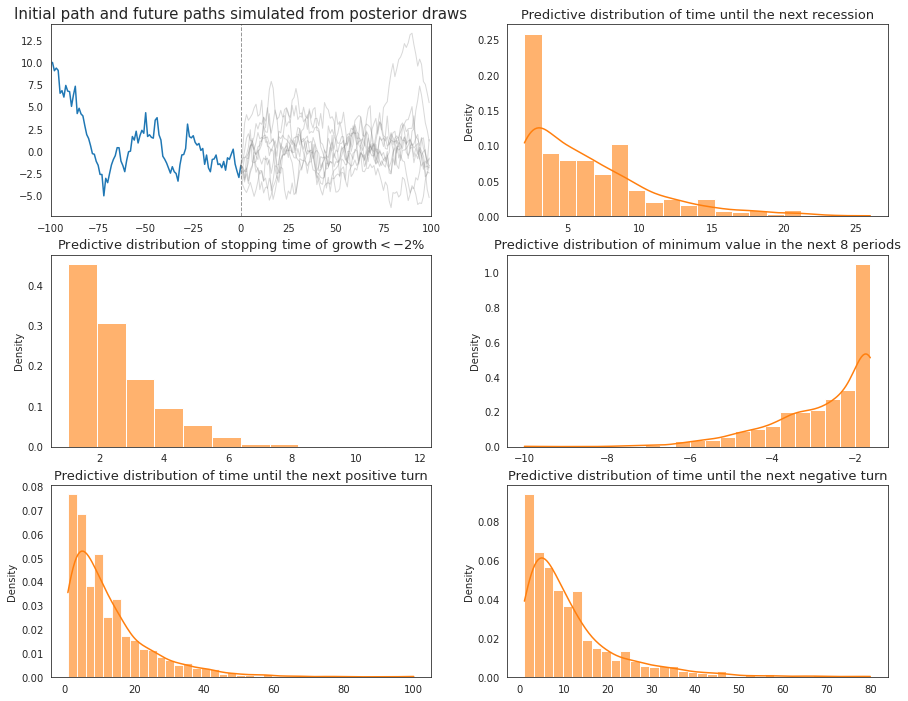 Initial path and future paths simulated from posterior draws
12.5
10.0
7.5
5.0
2.5
0.0
−2.5
−5.0
−100 −75 −50 −25 0 25 50 75 100
Predictive distribution of time until the next recession
Density
0.25
0.20
0.15
0.10
0.05
0.00
5 10 15 20 25
Predictive distribution of stopping time of growth < −2%
Density
0.4
0.3
0.2
0.1
0.0
2 4 6 8 10 12
Predictive distribution of minimum value in the next 8 periods
Density
1.0
0.8
0.6
0.4
0.2
0.0
−10 −8 −6 −4 −2
Predictive distribution of time until the next positive turn
Density
0.08
0.07
0.06
0.05
0.04
0.03
0.02
0.01
0.00
0 20 40 60 80 100
Predictive distribution of time until the next negative turn
Density
0.08
0.06
0.04
0.02
0.00
0 10 20 30 40 50 60 70 80